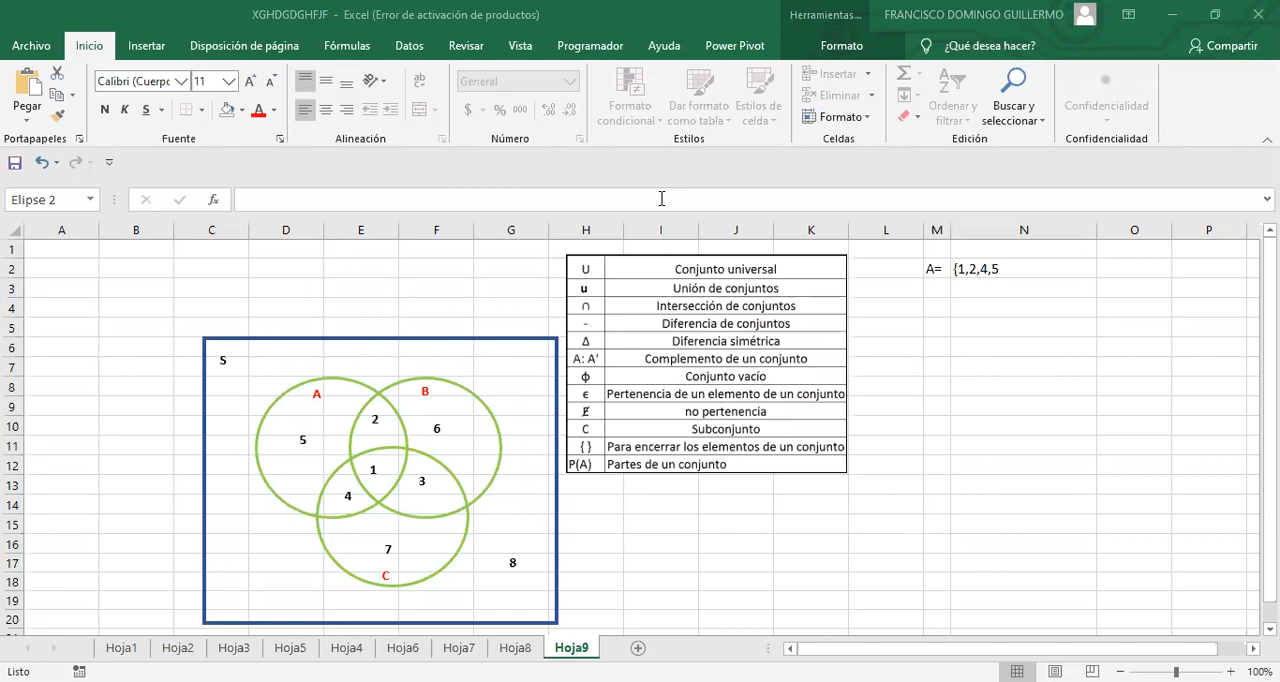 XGHDGDGHFJF - Excel (Error de activación de productos)
Herramientas...
FRANCISCO DOMINGO GUILLERMO
Archivo Inicio Insertar Disposición de página Fórmulas Datos Revisar Vista Programador Ayuda Power Pivot Formato ¿Qué desea hacer? Compartir
Pegar
Calibri (Cuerpo 11
N K S
General
$ % 000
Formato condicional
Dar formato como tabla
Estilos de celda
Insertar
Eliminar
Formato
Ordenar y filtrar
Buscar y seleccionar
Confidencialidad
Portapapeles Fuente Alineación Número Estilos Celdas Edición Confidencialidad
Elipse 2 fx
A B C D E F G H I J K L M N O P
1
2
3
4
5
6
7
8
9
10
11
12
13
14
15
16
17
18
19
20
S
A
B
2
5
6
1
3
4
7
8
C
U Conjunto universal
u Unión de conjuntos
∩ Intersección de conjuntos
- Diferencia de conjuntos
Δ Diferencia simétrica
A: A' Complemento de un conjunto
ф Conjunto vacío
ϵ Pertenencia de un elemento de un conjunto
Ɇ no pertenencia
C Subconjunto
{ } Para encerrar los elementos de un conjunto
P(A) Partes de un conjunto
A= {1,2,4,5
Hoja1 Hoja2 Hoja3 Hoja5 Hoja4 Hoja6 Hoja7 Hoja8 Hoja9
Listo
100%